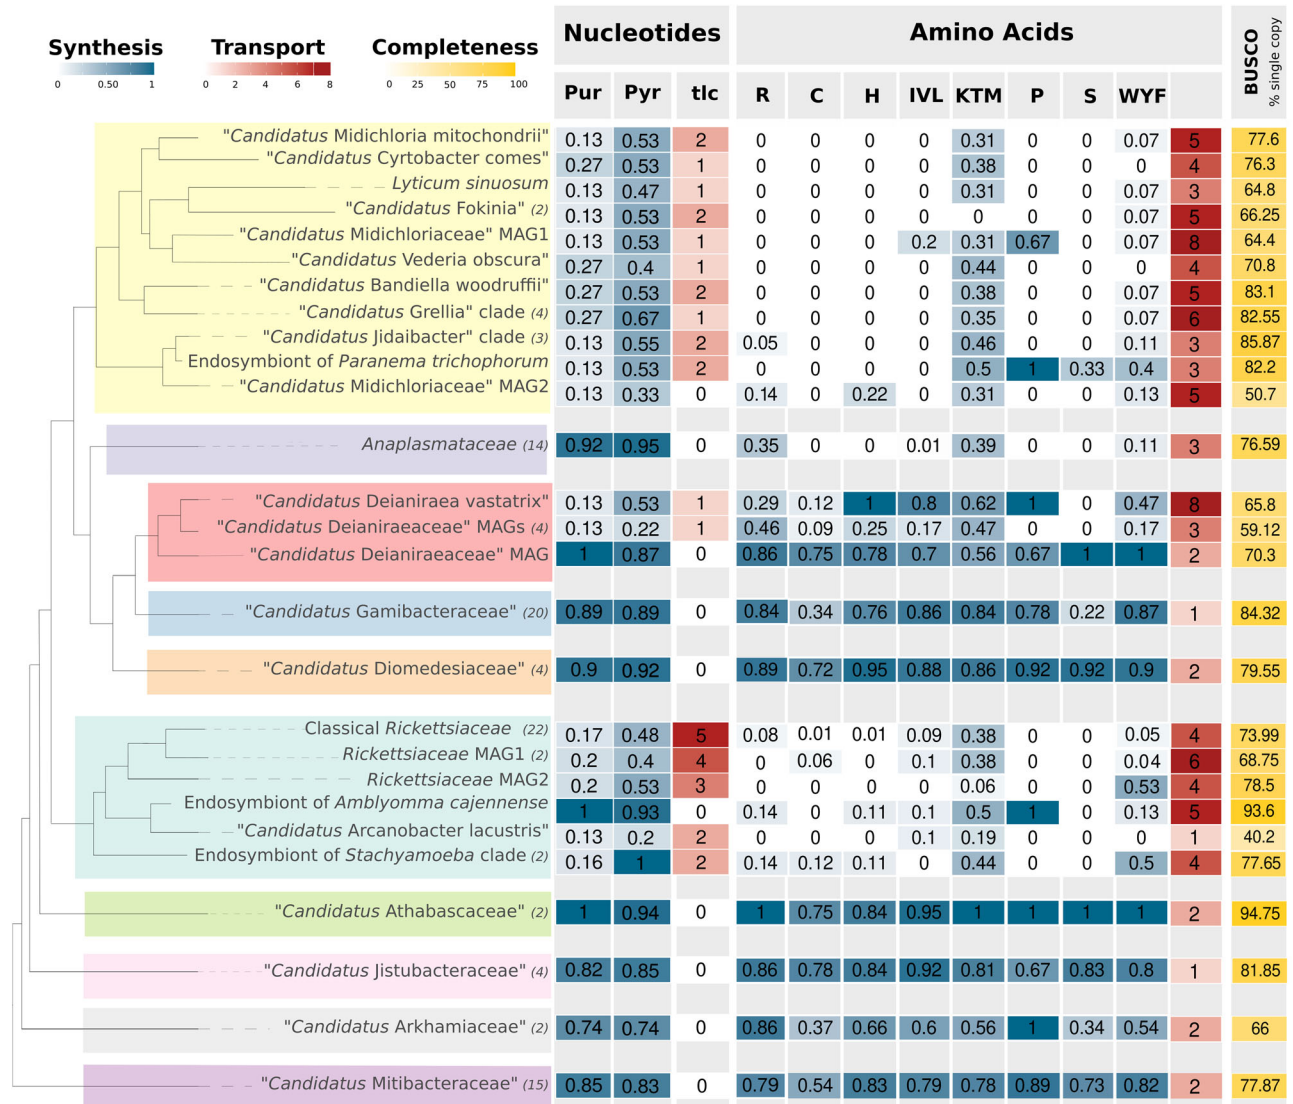 Synthesis Transport Completeness Nucleotides Amino Acids BUSCO % single copy
0 0.50 1 0 2 4 6 8 0 25 50 75 100
Pur Pyr tlc R C H IVL KTM P S WYF
"Candidatus Midichloria mitochondrii" 0.13 0.53 2 0 0 0 0 0.31 0 0 0.07 5 77.6
"Candidatus Cyrtobacter comes" 0.27 0.53 1 0 0 0 0 0.38 0 0 0 4 76.3
Lyticum sinuosum 0.13 0.47 1 0 0 0 0 0.31 0 0 0.07 3 64.8
"Candidatus Fokinia" (2) 0.13 0.53 2 0 0 0 0 0 0 0 0.07 5 66.25
"Candidatus Midichloriaceae" MAG1 0.13 0.53 1 0 0 0 0.2 0.31 0.67 0 0.07 8 64.4
"Candidatus Vederia obscura" 0.27 0.4 1 0 0 0 0 0.44 0 0 0 4 70.8
"Candidatus Bandiella woodruffii" 0.27 0.53 2 0 0 0 0 0.38 0 0 0.07 5 83.1
"Candidatus Grellia" clade (4) 0.27 0.67 1 0 0 0 0 0.35 0 0 0.07 6 82.55
"Candidatus Jidaibacter" clade (3) 0.13 0.55 2 0.05 0 0 0 0.46 0 0 0.11 3 85.87
Endosymbiont of Paranema trichophorum 0.13 0.53 2 0 0 0 0 0.5 1 0.33 0.4 3 82.2
"Candidatus Midichloriaceae" MAG2 0.13 0.33 0 0.14 0 0.22 0 0.31 0 0 0.13 5 50.7
Anaplasmataceae (14) 0.92 0.95 0 0.35 0 0 0.01 0.39 0 0 0.11 3 76.59
"Candidatus Deianiraea vastatrix" 0.13 0.53 1 0.29 0.12 1 0.8 0.62 1 0 0.47 8 65.8
"Candidatus Deianiraeaceae" MAGs (4) 0.13 0.22 1 0.46 0.09 0.25 0.17 0.47 0 0 0.17 3 59.12
"Candidatus Deianiraeaceae" MAG 1 0.87 0 0.86 0.75 0.78 0.7 0.56 0.67 1 1 2 70.3
"Candidatus Gamibacteraceae" (20) 0.89 0.89 0 0.84 0.34 0.76 0.86 0.84 0.78 0.22 0.87 1 84.32
"Candidatus Diomedesiaceae" (4) 0.9 0.92 0 0.89 0.72 0.95 0.88 0.86 0.92 0.92 0.9 2 79.55
Classical Rickettsiaceae (22) 0.17 0.48 5 0.08 0.01 0.01 0.09 0.38 0 0 0.05 4 73.99
Rickettsiaceae MAG1 (2) 0.2 0.4 4 0 0.06 0 0.1 0.38 0 0 0.04 6 68.75
Rickettsiaceae MAG2 0.2 0.53 3 0 0 0 0 0.06 0 0 0.53 4 78.5
Endosymbiont of Amblyomma cajennense 1 0.93 0 0.14 0 0.11 0.1 0.5 1 0 0.13 5 93.6
"Candidatus Arcanobacter lacustris" 0.13 0.2 2 0 0 0 0.1 0.19 0 0 0 1 40.2
Endosymbiont of Stachyamoeba clade (2) 0.16 1 2 0.14 0.12 0.11 0 0.44 0 0 0.5 4 77.65
"Candidatus Athabascaceae" (2) 1 0.94 0 1 0.75 0.84 0.95 1 1 1 1 2 94.75
"Candidatus Jistubacteraceae" (4) 0.82 0.85 0 0.86 0.78 0.84 0.92 0.81 0.67 0.83 0.8 1 81.85
"Candidatus Arkhamiaceae" (2) 0.74 0.74 0 0.86 0.37 0.66 0.6 0.56 1 0.34 0.54 2 66
"Candidatus Mitibacteraceae" (15) 0.85 0.83 0 0.79 0.54 0.83 0.79 0.78 0.89 0.73 0.82 2 77.87